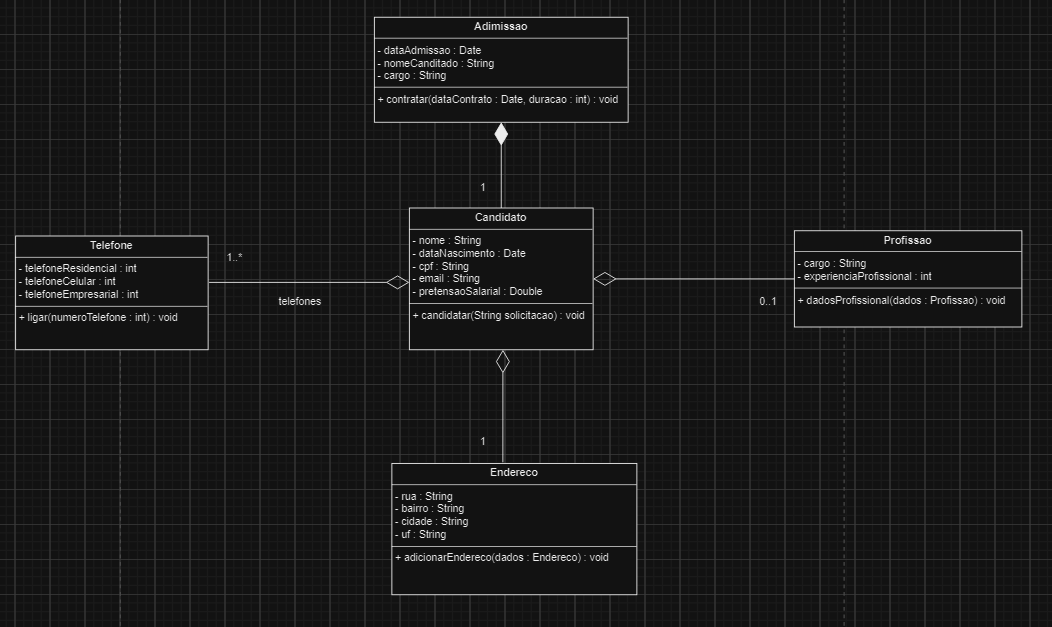 Adimissao
- dataAdmissao : Date
- nomeCanditado : String
- cargo : String
+ contratar(dataContrato : Date, duracao : int) : void
1
Candidato
- nome : String
- dataNascimento : Date
- cpf : String
- email : String
- pretensaoSalarial : Double
+ candidatar(String solicitacao) : void
Telefone
- telefoneResidencial : int
- telefoneCelular : int
- telefoneEmpresarial : int
+ ligar(numeroTelefone : int) : void
1..*
telefones
Profissao
- cargo : String
- experienciaProfissional : int
+ dadosProfissional(dados : Profissao) : void
0..1
1
Endereco
- rua : String
- bairro : String
- cidade : String
- uf : String
+ adicionarEndereco(dados : Endereco) : void